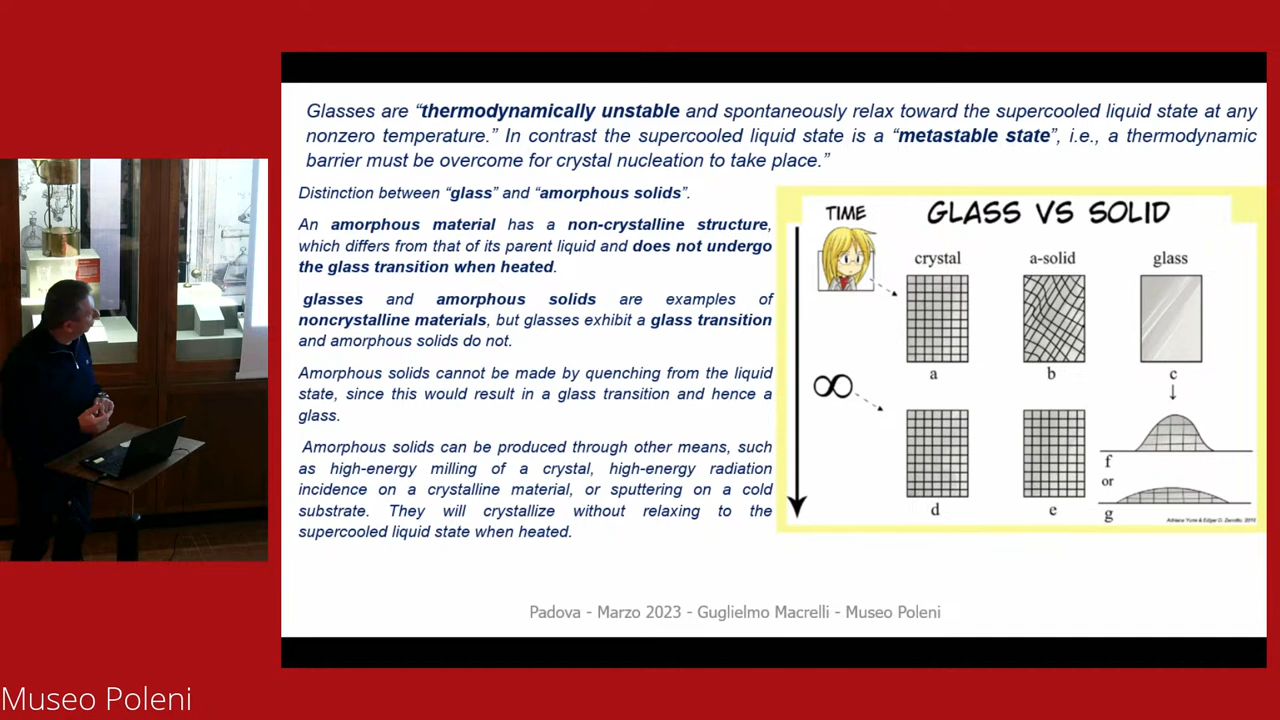 Glasses are “thermodynamically unstable and spontaneously relax toward the supercooled liquid state at any
nonzero temperature.” In contrast the supercooled liquid state is a “metastable state”, i.e., a thermodynamic
barrier must be overcome for crystal nucleation to take place.”
Distinction between “glass” and “amorphous solids”.
An amorphous material has a non-crystalline structure,
which differs from that of its parent liquid and does not undergo
the glass transition when heated.
glasses and amorphous solids are examples of
noncrystalline materials, but glasses exhibit a glass transition
and amorphous solids do not.
Amorphous solids cannot be made by quenching from the liquid
state, since this would result in a glass transition and hence a
glass.
Amorphous solids can be produced through other means, such
as high-energy milling of a crystal, high-energy radiation
incidence on a crystalline material, or sputtering on a cold
substrate. They will crystallize without relaxing to the
supercooled liquid state when heated.
TIME
GLASS VS SOLID
crystal a-solid glass
a b c
∞
f
or
d e g
Padova - Marzo 2023 - Guglielmo Macrelli - Museo Poleni
Museo Poleni